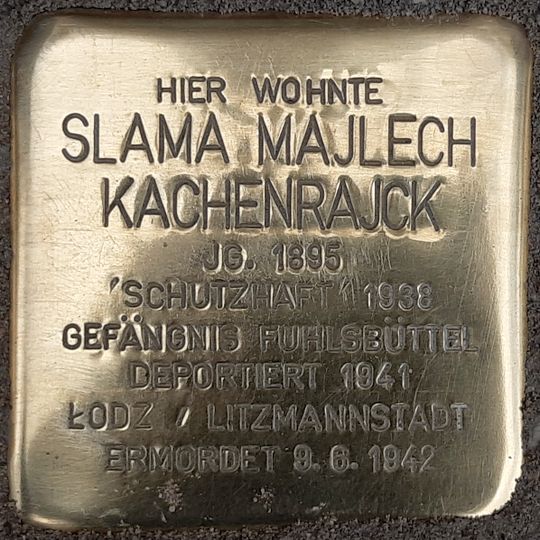 HIER WOHNTE
SLAMA MAJLECH
KACHENRAJCK
JG. 1895
'SCHUTZHAFT' 1938
GEFÄNGNIS FUHLSBÜTTEL
DEPORTIERT 1941
ŁODZ / LITZMANNSTADT
ERMORDET 9.6.1942